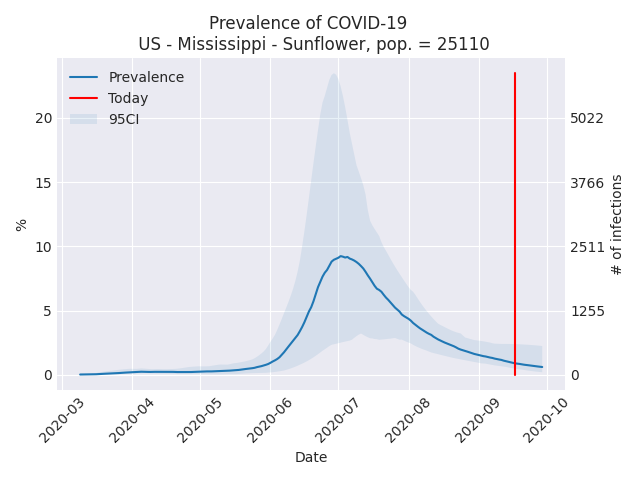 Prevalence of COVID-19
US - Mississippi - Sunflower, pop. = 25110
Prevalence
Today
95CI
%
20
15
10
5
0
5022
3766
2511
1255
0
# of infections
2020-03
2020-04
2020-05
2020-06
2020-07
2020-08
2020-09
2020-10
Date